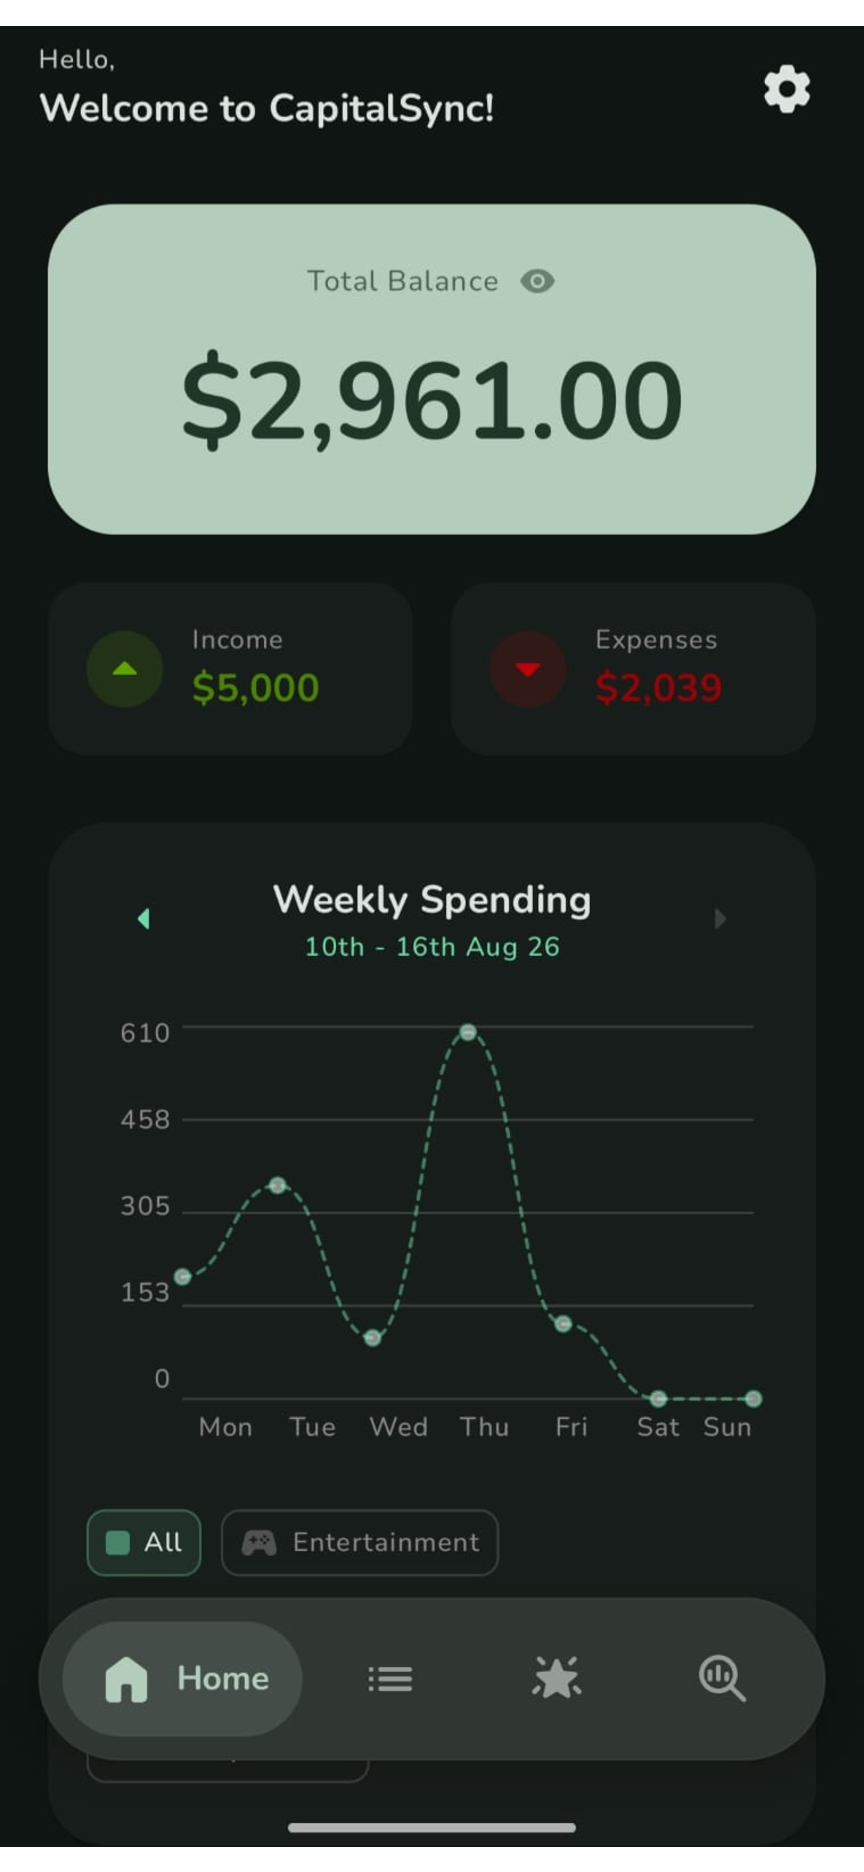 Hello,
Welcome to CapitalSync!
Total Balance
$2,961.00
Income
$5,000
Expenses
$2,039
Weekly Spending
10th - 16th Aug 26
610
458
305
153
0
Mon Tue Wed Thu Fri Sat Sun
All
Entertainment
Home